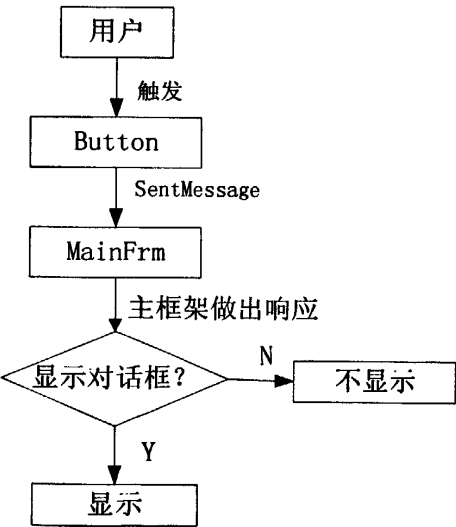 用户
触发
Button
SentMessage
MainFrm
主框架做出响应
显示对话框?
N
不显示
Y
显示